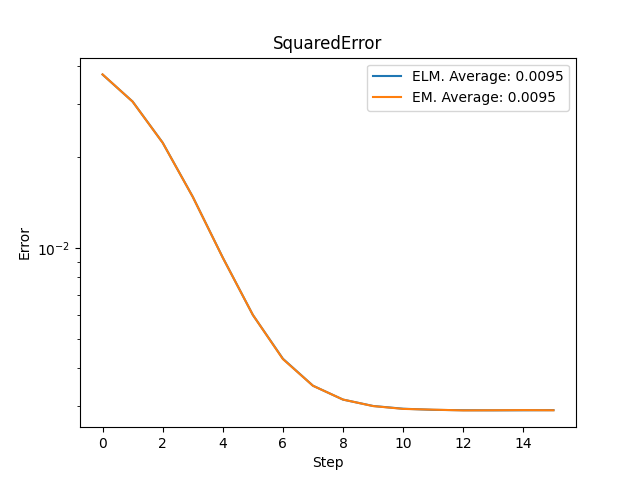 SquaredError
ELM. Average: 0.0095
EM. Average: 0.0095
Error
10⁻²
0 2 4 6 8 10 12 14
Step